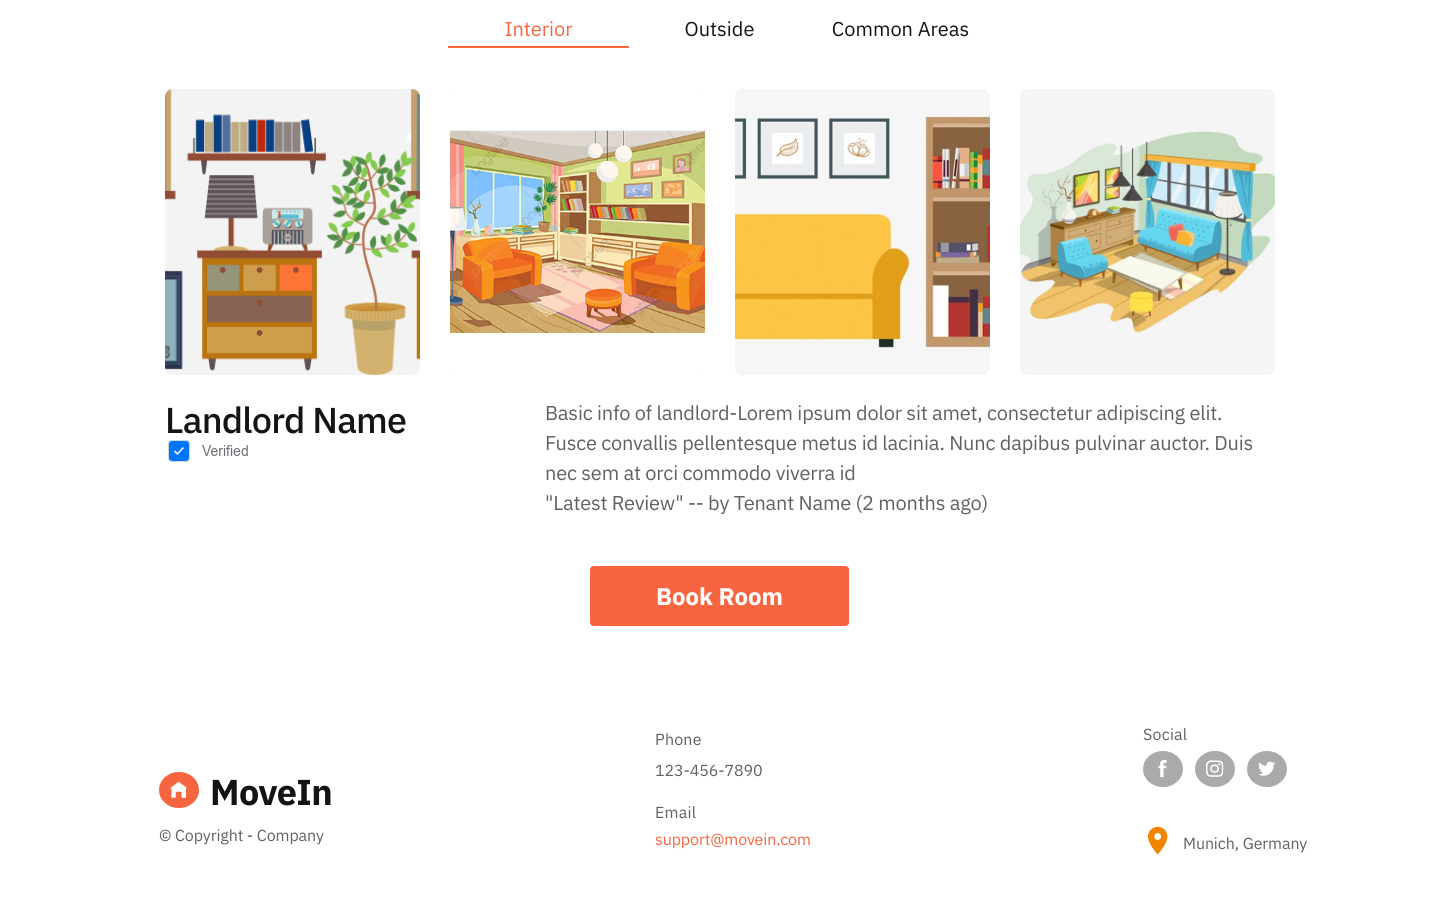 Interior
Outside
Common Areas
Landlord Name
Verified
Basic info of landlord-Lorem ipsum dolor sit amet, consectetur adipiscing elit.
Fusce convallis pellentesque metus id lacinia. Nunc dapibus pulvinar auctor. Duis
nec sem at orci commodo viverra id
"Latest Review" -- by Tenant Name (2 months ago)
Book Room
MoveIn
© Copyright - Company
Phone
123-456-7890
Email
support@movein.com
Social
Munich, Germany